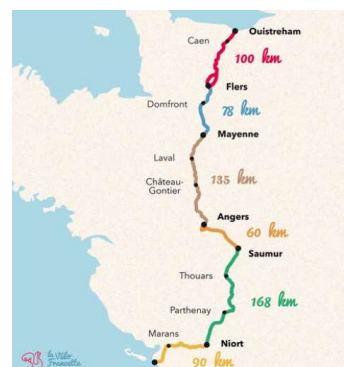 Ouistreham
Caen
100 km
Flers
Domfront
78 km
Mayenne
Laval
135 km
Château-
Gontier
Angers
60 km
Saumur
Thouars
168 km
Parthenay
Marans
Niort
la Vélo
Francette
90 km